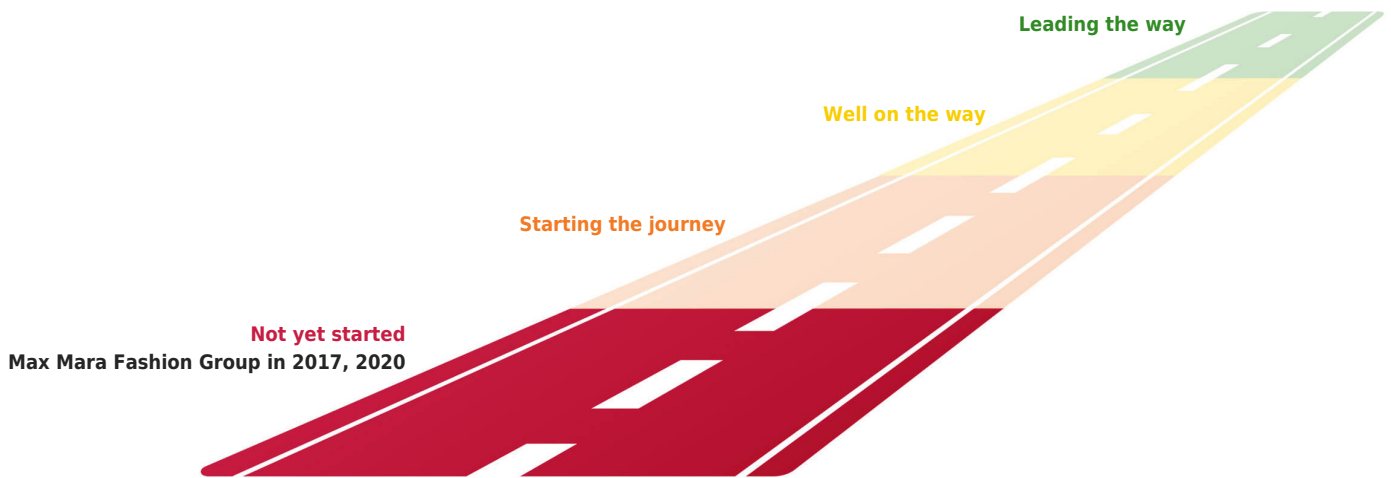 Leading the way
Well on the way
Starting the journey
Not yet started
Max Mara Fashion Group in 2017, 2020